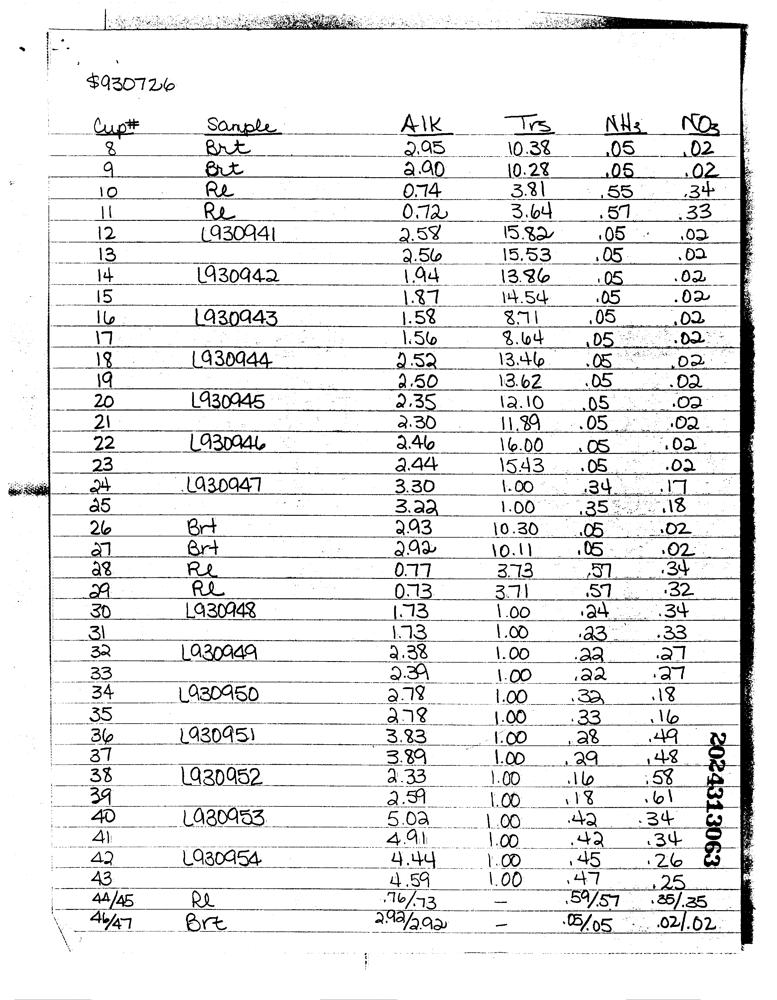 $930726
Cup# Sample Alk Trs NH3 NO3
8 Brt 2.95 10.38 .05 .02
9 Brt 2.90 10.28 .05 .02
10 Rl 0.74 3.81 .55 .34
11 Rl 0.72 3.64 .57 .33
12 L930941 2.58 15.82 .05 .02
13 2.56 15.53 .05 .02
14 L930942 1.94 13.86 .05 .02
15 1.87 14.54 .05 .02
16 L930943 1.58 8.71 .05 .02
17 1.56 8.64 .05 .02
18 L930944 2.52 13.46 .05 .02
19 2.50 13.62 .05 .02
20 L930945 2.35 12.10 .05 .02
21 2.30 11.89 .05 .02
22 L930946 2.46 16.00 .05 .02
23 2.44 15.43 .05 .02
24 L930947 3.30 1.00 .34 .17
25 3.22 1.00 .35 .18
26 Brt 2.93 10.30 .05 .02
27 Brt 2.92 10.11 .05 .02
28 Rl 0.77 3.73 .57 .34
29 Rl 0.73 3.71 .57 .32
30 L930948 1.73 1.00 .24 .34
31 1.73 1.00 .23 .33
32 L930949 2.38 1.00 .22 .27
33 2.39 1.00 .22 .27
34 L930950 2.78 1.00 .32 .18
35 2.78 1.00 .33 .16
36 L930951 3.83 1.00 .28 .49
37 3.89 1.00 .29 .48
38 L930952 2.33 1.00 .16 .58
39 2.59 1.00 .18 .61
40 L930953 5.02 1.00 .42 .34
41 4.91 1.00 .42 .34
42 L930954 4.44 1.00 .45 .26
43 4.59 1.00 .47 .25
44/45 Rl .76/.73 – .59/.57 .35/.35
46/47 Brt 2.92/2.92 – .05/.05 .02/.02
2024313063